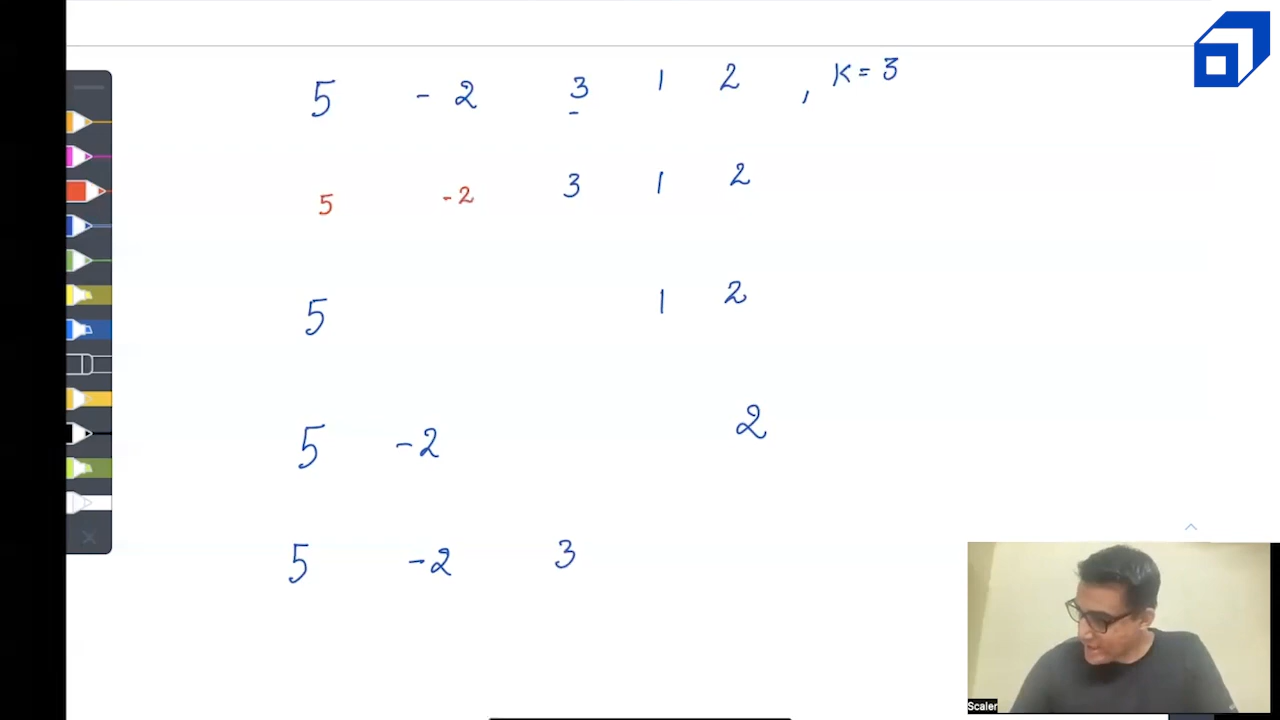 5 -2 3 1 2 , K = 3
5 -2 3 1 2
5 1 2
5 -2 2
5 -2 3
Scaler